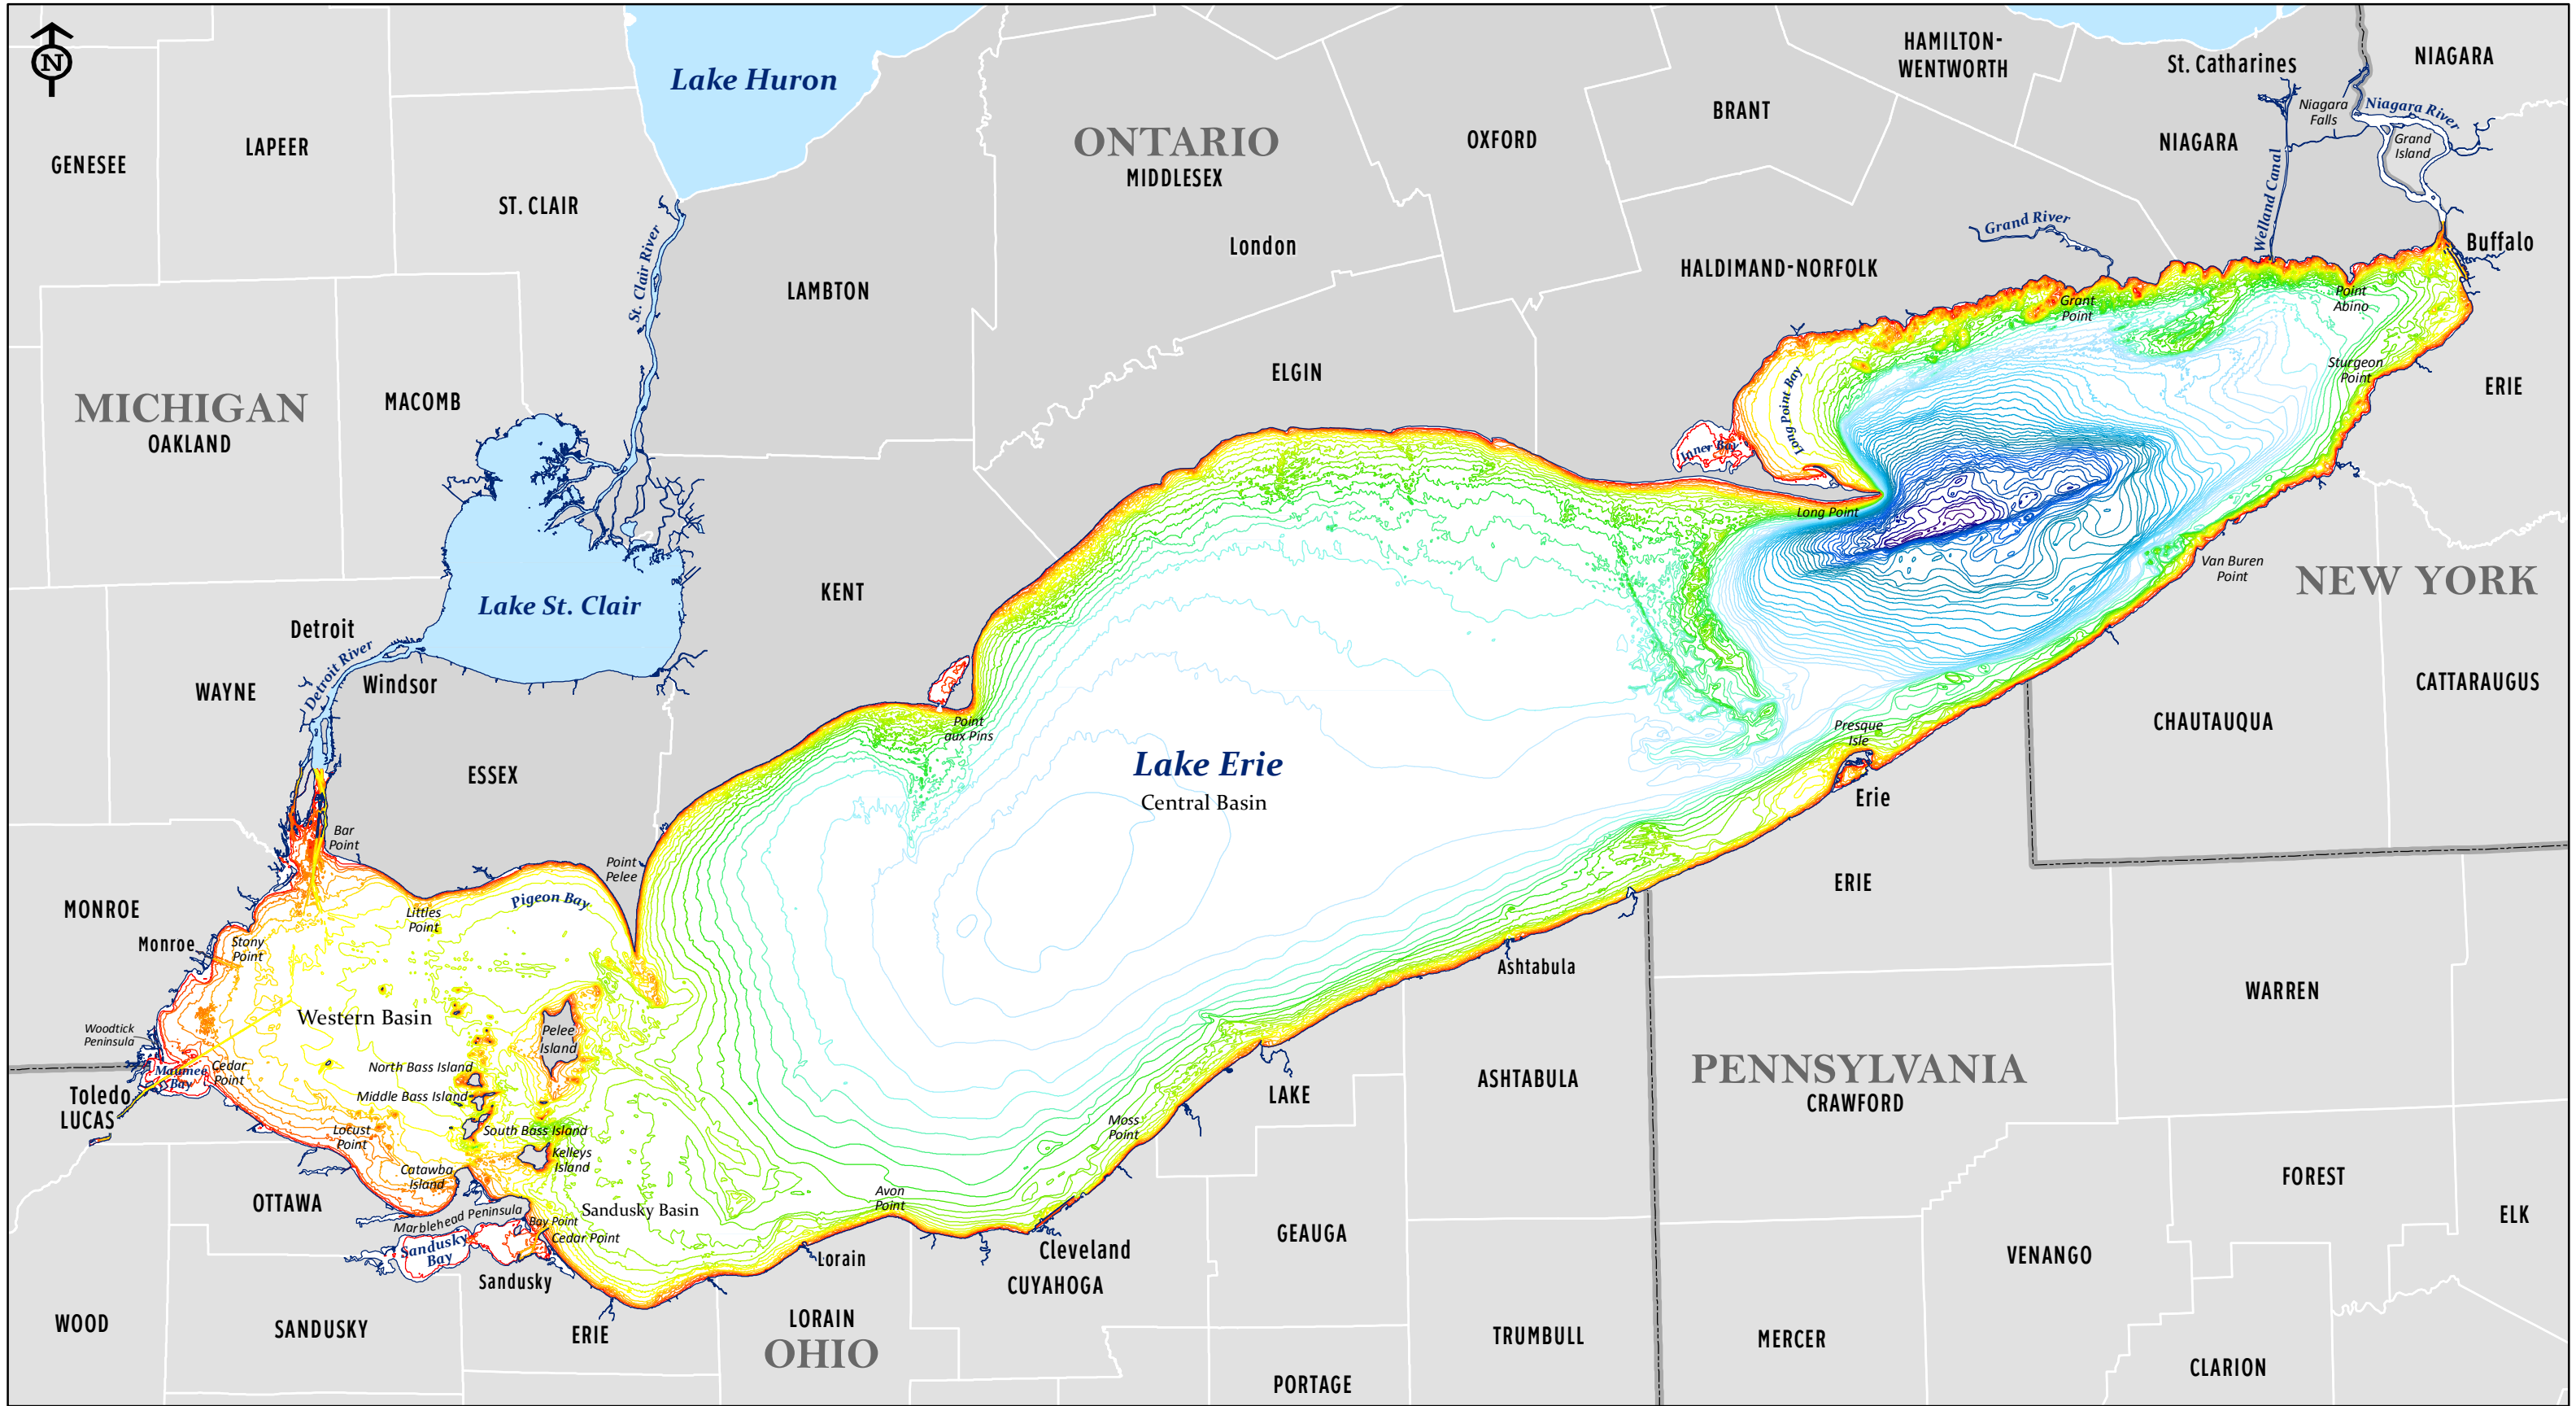 N
Lake Huron
HAMILTON-
WENTWORTH
St. Catharines
NIAGARA
Niagara
Falls
Niagara River
Grand
Island
BRANT
ONTARIO
MIDDLESEX
OXFORD
NIAGARA
GENESEE
LAPEER
ST. CLAIR
St. Clair River
LAMBTON
London
HALDIMAND-NORFOLK
Grand River
Welland Canal
Buffalo
Grant
Point
Point
Abino
Sturgeon
Point
ERIE
ELGIN
MICHIGAN
OAKLAND
MACOMB
Long Point Bay
Inner Bay
Long Point
Van Buren
Point
NEW YORK
KENT
Lake St. Clair
Detroit
Detroit River
Windsor
WAYNE
CATTARAUGUS
CHAUTAUQUA
Point
aux Pins
Presque
Isle
Erie
Lake Erie
Central Basin
ESSEX
Bar
Point
Point
Pelee
Pigeon Bay
Littles
Point
MONROE
Monroe
Stony
Point
ERIE
Ashtabula
WARREN
Western Basin
Woodtick
Peninsula
Pelee
Island
North Bass Island
Cedar
Point
Maumee
Bay
Middle Bass Island
Toledo
LUCAS
South Bass Island
Locust
Point
Kelleys
Island
Catawba
Island
LAKE
ASHTABULA
PENNSYLVANIA
CRAWFORD
Moss
Point
FOREST
OTTAWA
Avon
Point
Sandusky Basin
Marblehead Peninsula
Bay Point
Cedar Point
Sandusky
Bay
Sandusky
Lorain
Cleveland
CUYAHOGA
GEAUGA
VENANGO
ELK
WOOD
SANDUSKY
ERIE
LORAIN
OHIO
TRUMBULL
MERCER
CLARION
PORTAGE